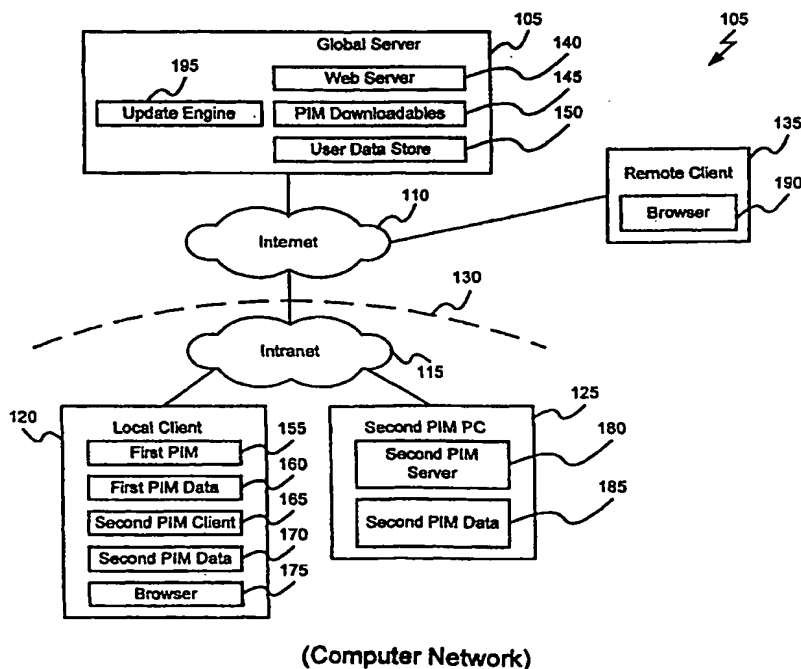 105
105
Global Server
140
Web Server
195
145
Update Engine
PIM Downloadables
150
User Data Store
135
Remote Client
190
Browser
110
Internet
130
Intranet
115
120
125
Local Client
Second PIM PC
155
180
First PIM
Second PIM
Server
160
First PIM Data
165
185
Second PIM Client
Second PIM Data
170
Second PIM Data
175
Browser
(Computer Network)